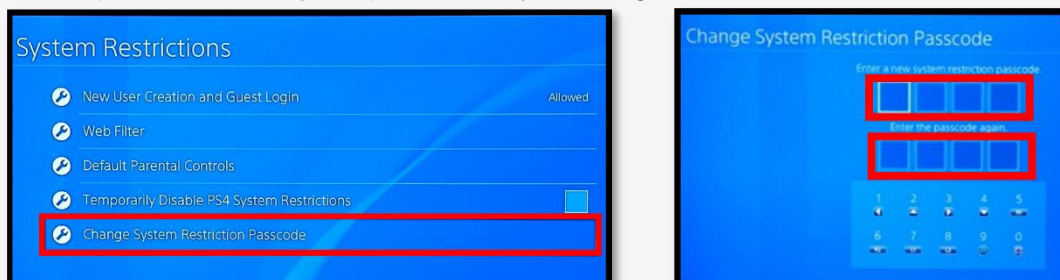 System Restrictions
New User Creation and Guest Login Allowed
Web Filter
Default Parental Controls
Temporarily Disable PS4 System Restrictions
Change System Restriction Passcode
Change System Restriction Passcode
Enter a new system restriction passcode.
Enter the passcode again.
1 2 3 4 5
6 7 8 9 0